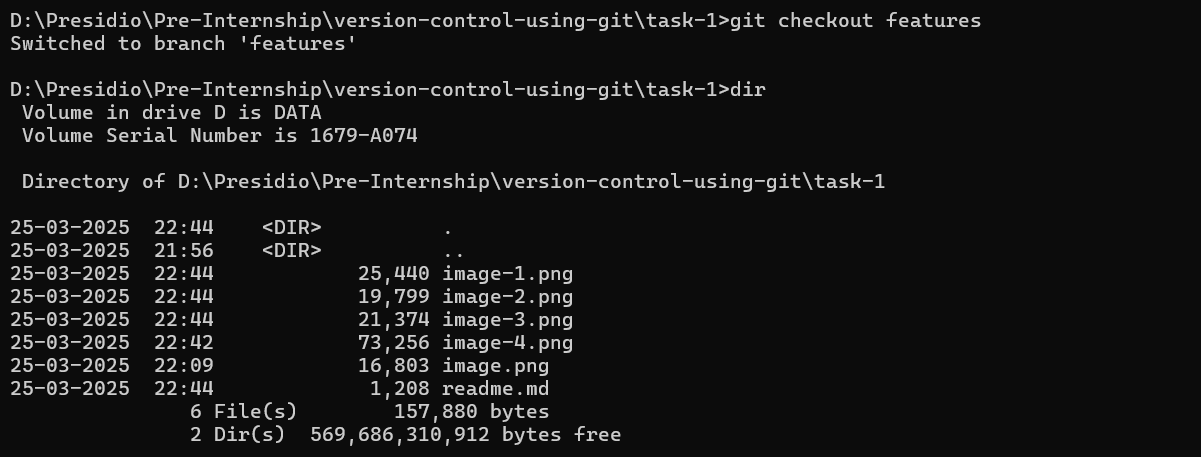 D:\Presidio\Pre-Internship\version-control-using-git\task-1>git checkout features
Switched to branch 'features'
D:\Presidio\Pre-Internship\version-control-using-git\task-1>dir
 Volume in drive D is DATA
 Volume Serial Number is 1679-A074
 Directory of D:\Presidio\Pre-Internship\version-control-using-git\task-1
25-03-2025  22:44    <DIR>          .
25-03-2025  21:56    <DIR>          ..
25-03-2025  22:44            25,440 image-1.png
25-03-2025  22:44            19,799 image-2.png
25-03-2025  22:44            21,374 image-3.png
25-03-2025  22:42            73,256 image-4.png
25-03-2025  22:09            16,803 image.png
25-03-2025  22:44             1,208 readme.md
               6 File(s)        157,880 bytes
               2 Dir(s)  569,686,310,912 bytes free